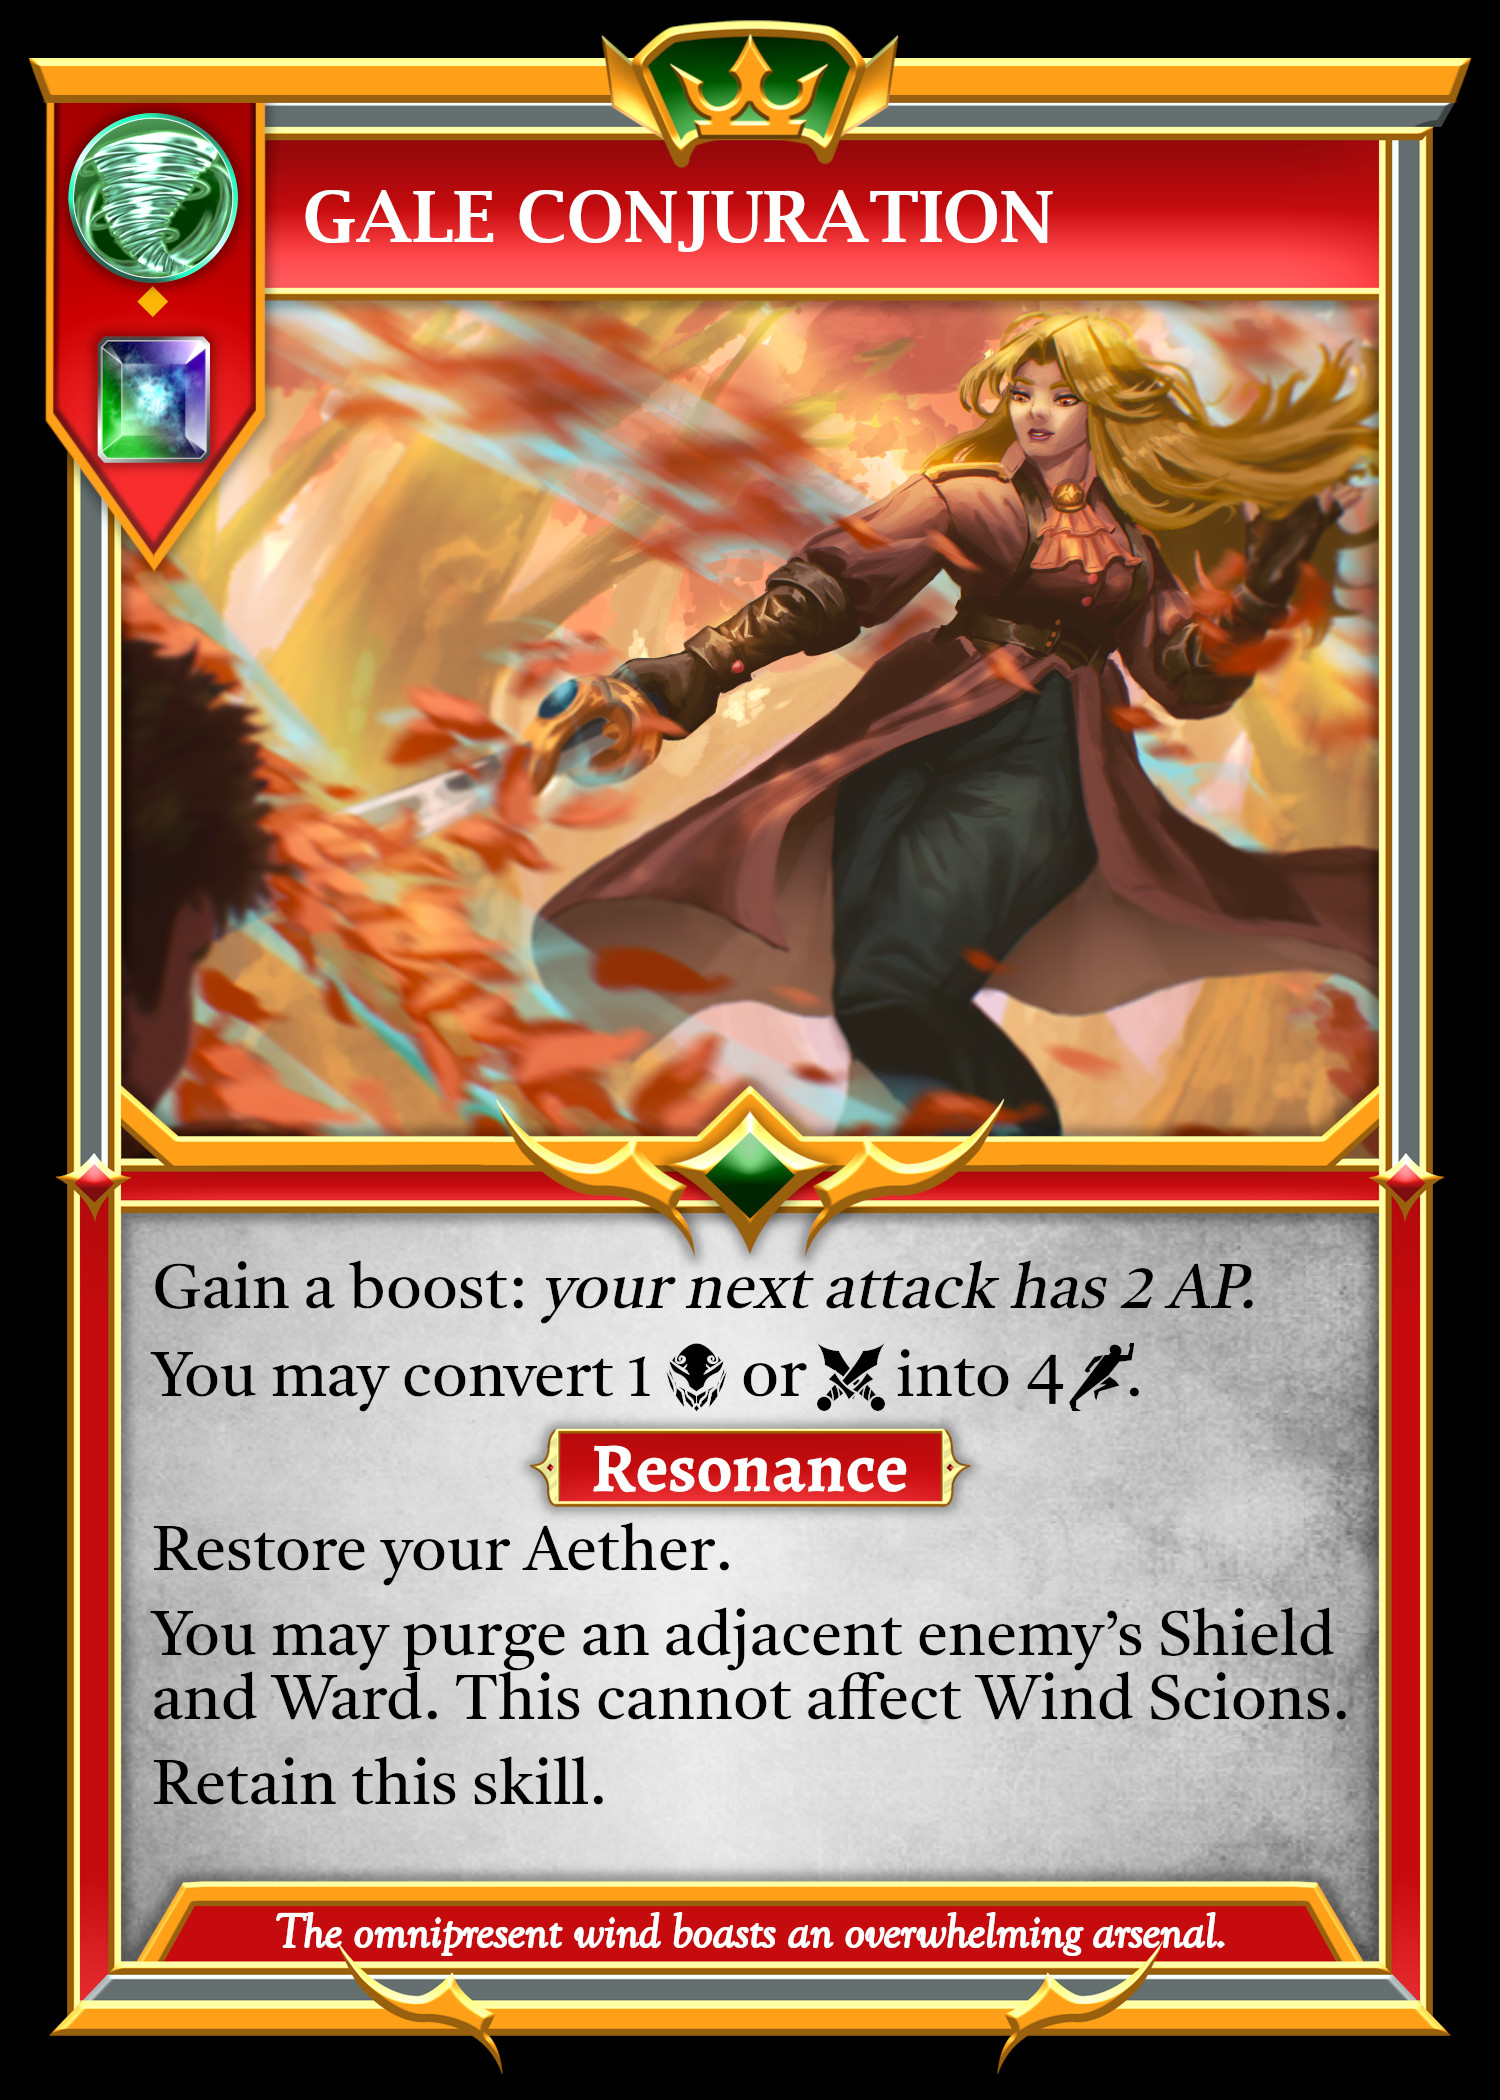 GALE CONJURATION
Gain a boost: your next attack has 2 AP.
You may convert 1 or into 4.
Resonance
Restore your Aether.
You may purge an adjacent enemy’s Shield
and Ward. This cannot affect Wind Scions.
Retain this skill.
The omnipresent wind boasts an overwhelming arsenal.